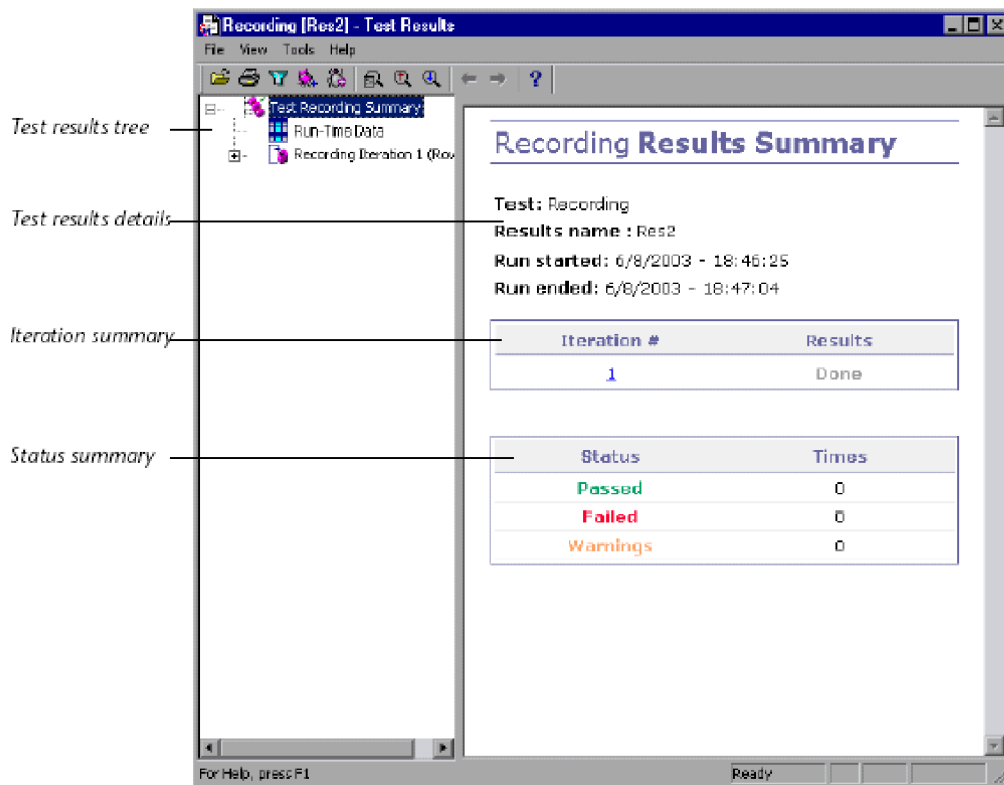 Recording [Res2] - Test Results
File View Tools Help
Test results tree
Test Recording Summary
Run-Time Data
Recording Iteration 1 (Rov
Recording Results Summary
Test results details
Test: Recording
Results name : Res2
Run started: 6/8/2003 - 18:46:25
Run ended: 6/8/2003 - 18:47:04
Iteration summary
Iteration # Results
1 Done
Status summary
Status Times
Passed 0
Failed 0
Warnings 0
For Help, press F1
Ready